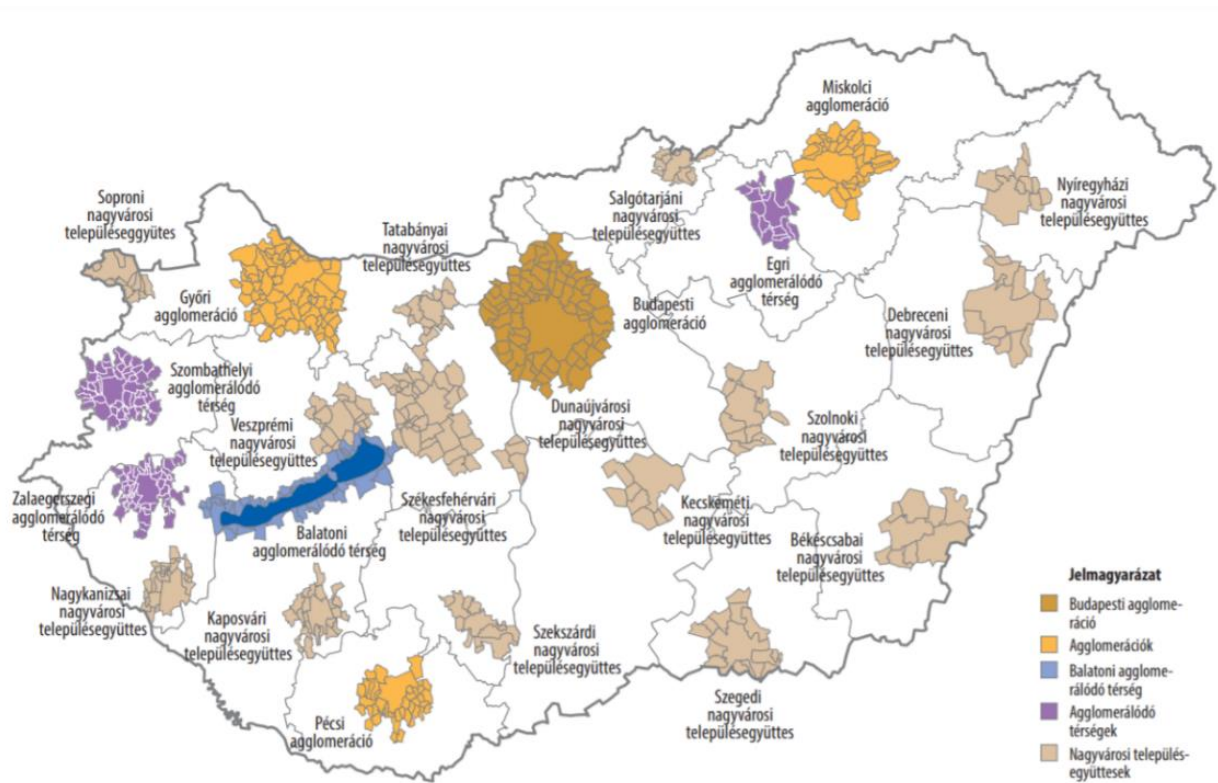 Miskolci
agglomeráció
Soproni
nagyvárosi
településeggyütes
Salgótarjáni
nagyvárosi
településegyüttes
Nyíregyházi
nagyvárosi
településegyüttes
Tatabányai
nagyvárosi
településegyüttes
Győri
agglomeráció
Egri
agglomerálódó
térség
Budapesti
agglomeráció
Debreceni
nagyvárosi
településegyüttes
Szombathelyi
agglomerálódó
térség
Veszprémi
nagyvárosi
településegyüttes
Dunaújvárosi
nagyvárosi
településegyüttes
Szolnoki
nagyvárosi
településegyüttes
Zalaegerszegi
agglomerálódó
térség
Székesfehérvári
nagyvárosi
településegyüttes
Kecskeméti
nagyvárosi
településegyüttes
Balatoni
agglomerálódó térség
Békéscsabai
nagyvárosi
településegyüttes
Nagykanizsai
nagyvárosi
településegyüttes
Kaposvári
nagyvárosi
településegyüttes
Szekszárdi
nagyvárosi
településegyüttes
Szegedi
nagyvárosi
településegyüttes
Pécsi
agglomeráció
Jelmagyarázat
Budapesti agglome-
ráció
Agglomerációk
Balatoni agglome-
rálódó térség
Agglomerálódó
térségek
Nagyvárosi település-
együttesek